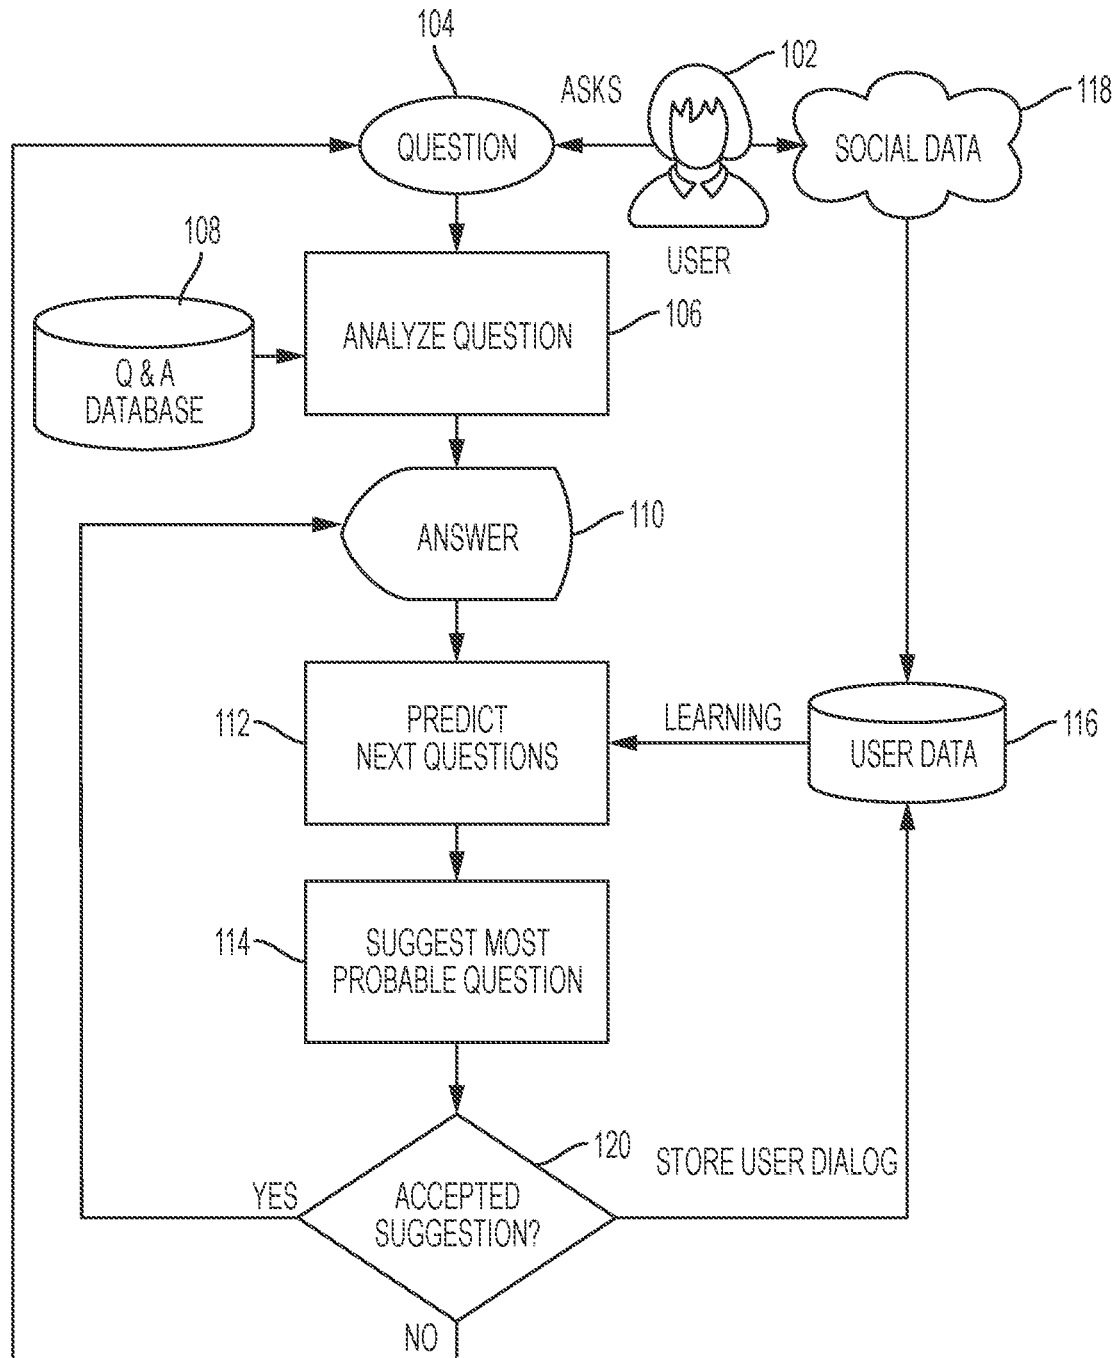 104
102
118
ASKS
QUESTION
SOCIAL DATA
USER
108
106
ANALYZE QUESTION
Q & A
DATABASE
110
ANSWER
112
PREDICT
NEXT QUESTIONS
LEARNING
116
USER DATA
114
SUGGEST MOST
PROBABLE QUESTION
120
STORE USER DIALOG
YES
ACCEPTED
SUGGESTION?
NO